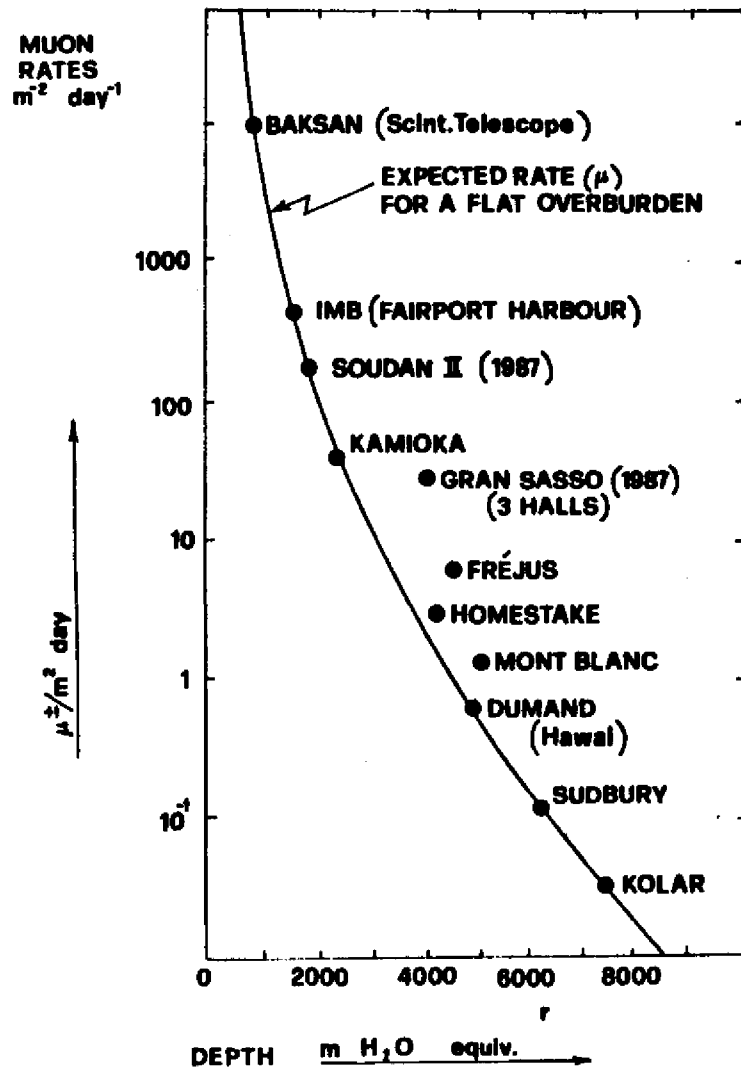 MUON
RATES
m⁻² day⁻¹
BAKSAN (Scint.Telescope)
EXPECTED RATE (μ)
FOR A FLAT OVERBURDEN
1000
IMB (FAIRPORT HARBOUR)
SOUDAN II (1987)
100
KAMIOKA
GRAN SASSO (1987)
(3 HALLS)
10
FRÉJUS
HOMESTAKE
MONT BLANC
1
DUMAND
(Hawai)
SUDBURY
10⁻¹
KOLAR
μ±/m² day
0 2000 4000 6000 8000
r
DEPTH m H₂O equiv.